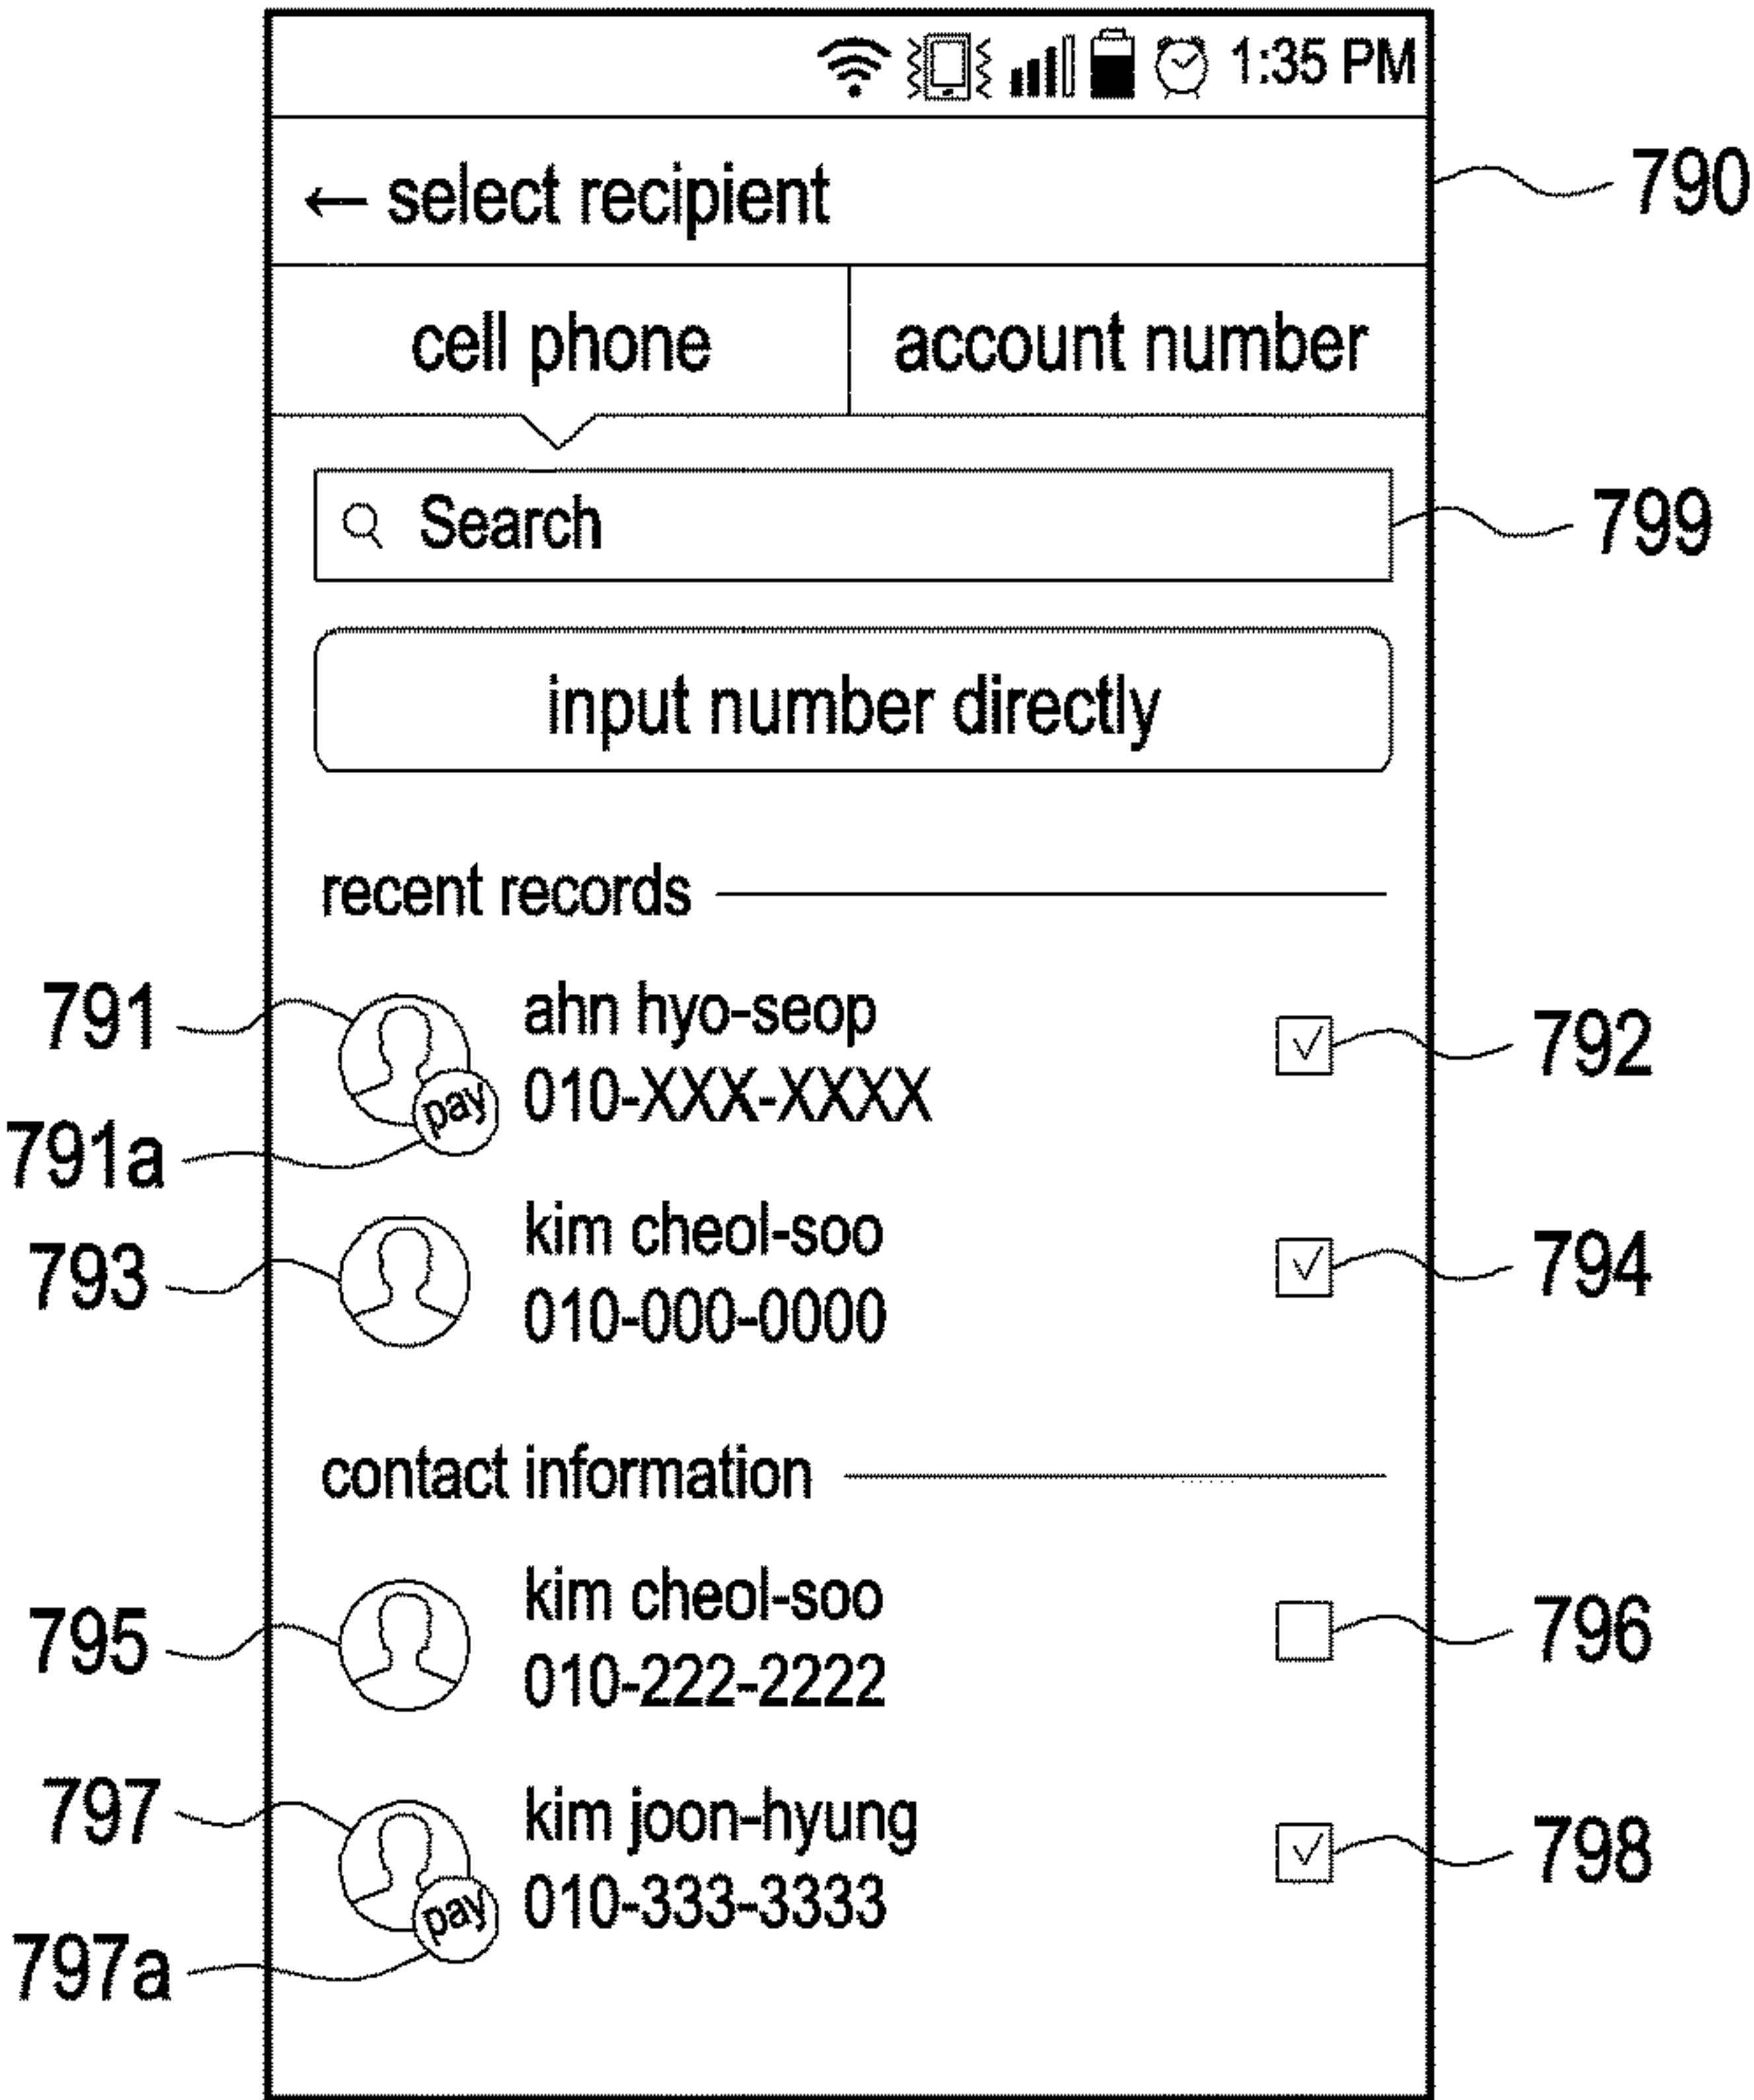 1:35 PM
← select recipient
790
cell phone
account number
Search
799
input number directly
recent records
791
ahn hyo-seop
792
010-XXX-XXXX
pay
791a
kim cheol-soo
793
794
010-000-0000
contact information
kim cheol-soo
795
796
010-222-2222
797
kim joon-hyung
798
010-333-3333
pay
797a